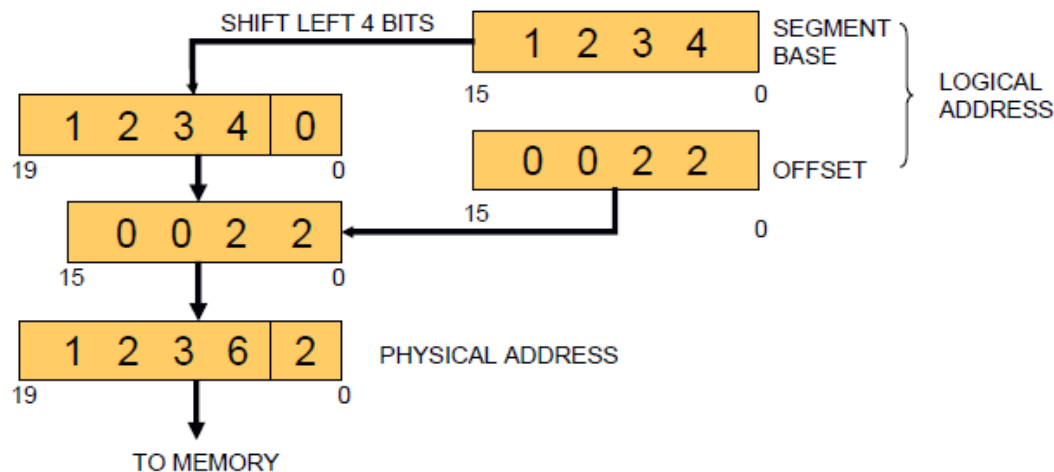 SHIFT LEFT 4 BITS
1 2 3 4
SEGMENT
BASE
15 0
LOGICAL
ADDRESS
1 2 3 4 0
19 0
0 0 2 2
OFFSET
15 0
0 0 2 2
15 0
1 2 3 6 2
PHYSICAL ADDRESS
19 0
TO MEMORY